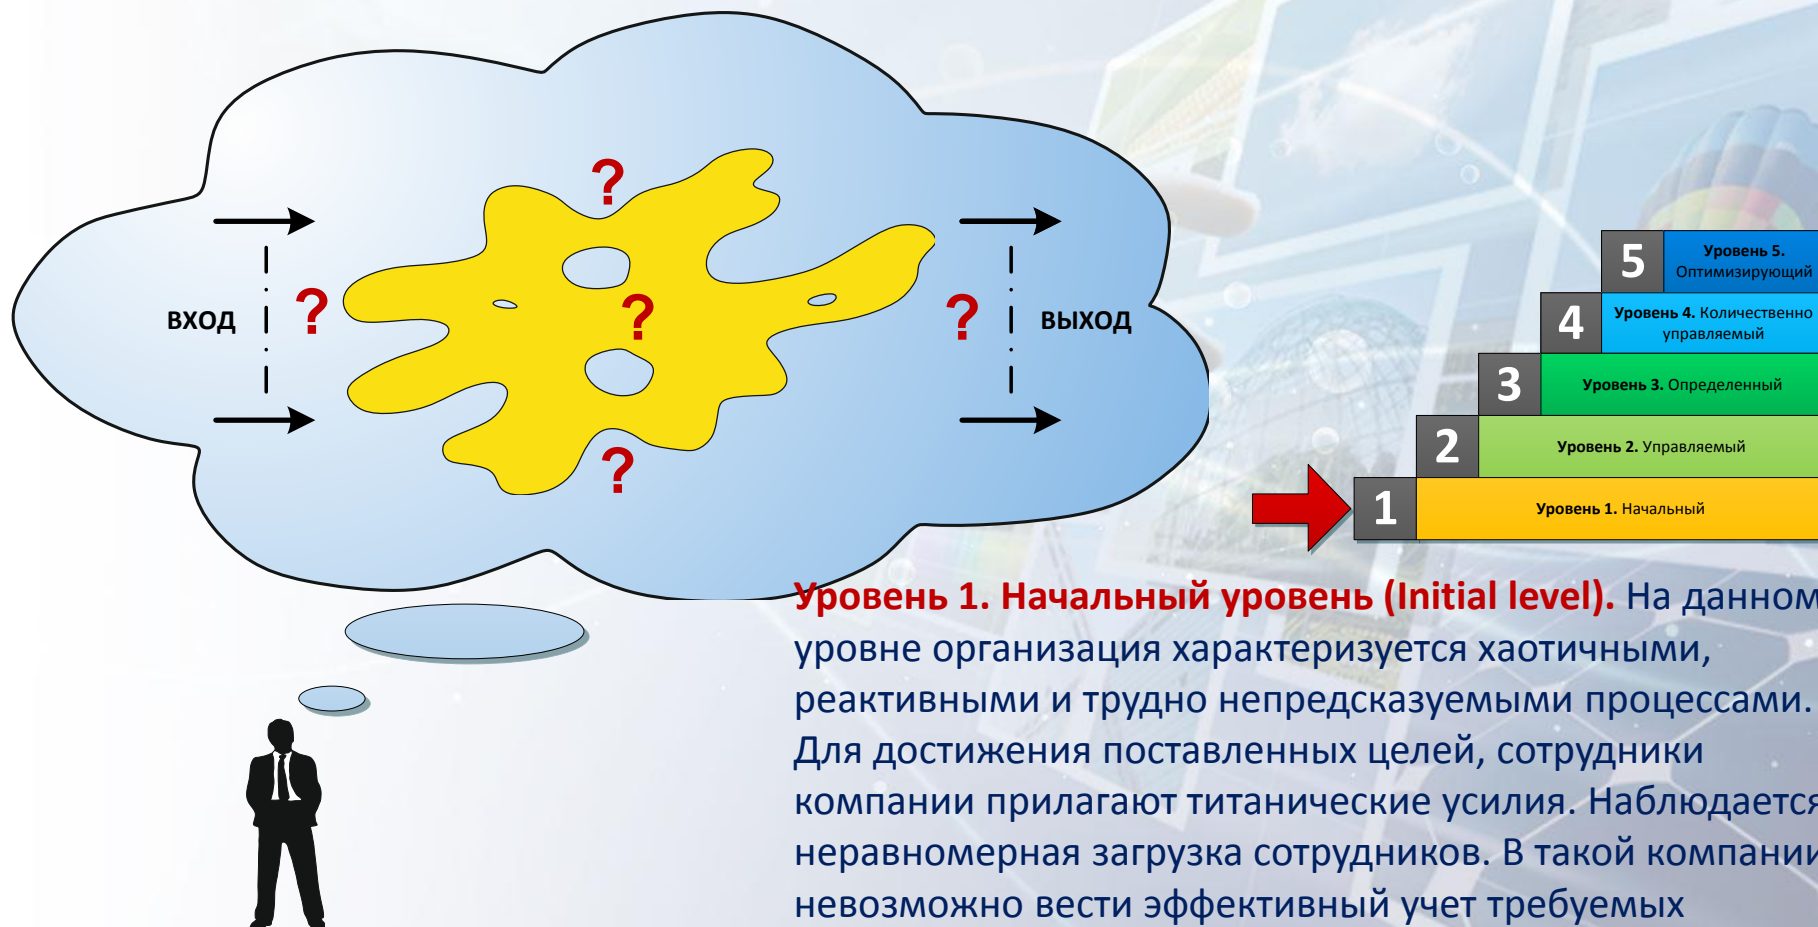 ?
?
?
?
?
ВХОД
ВЫХОД
5
Уровень 5.
Оптимизирующий
4
Уровень 4. Количественно
управляемый
3
Уровень 3. Определенный
2
Уровень 2. Управляемый
1
Уровень 1. Начальный
Уровень 1. Начальный уровень (Initial level). На данном
уровне организация характеризуется хаотичными,
реактивными и трудно непредсказуемыми процессами.
Для достижения поставленных целей, сотрудники
компании прилагают титанические усилия. Наблюдается
неравномерная загрузка сотрудников. В такой компании
невозможно вести эффективный учет требуемых